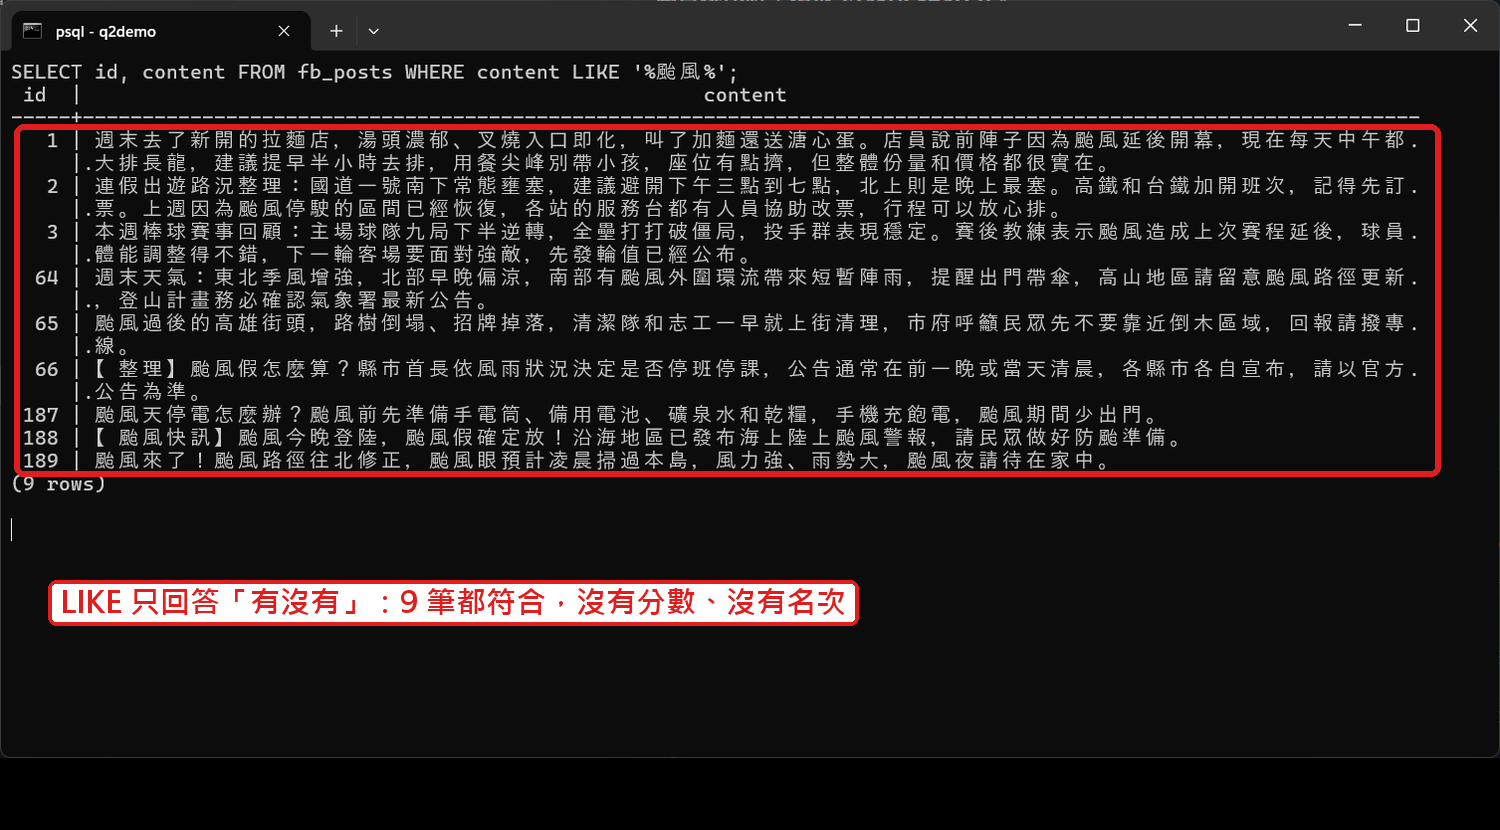 psql - q2demo
SELECT id, content FROM fb_posts WHERE content LIKE '%颱風%';
id | content
-----+----------------------------------------------------------------------------------------------------------------
1 | 週末去了新開的拉麵店，湯頭濃郁、叉燒入口即化，叫了加麵還送溏心蛋。店員說前陣子因為颱風延後開幕，現在每天中午都.
|.大排長龍，建議提早半小時去排，用餐尖峰別帶小孩，座位有點擠，但整體份量和價格都很實在。
2 | 連假出遊路況整理：國道一號南下常態壅塞，建議避開下午三點到七點，北上則是晚上最塞。高鐵和台鐵加開班次，記得先訂.
|.票。上週因為颱風停駛的區間已經恢復，各站的服務台都有人員協助改票，行程可以放心排。
3 | 本週棒球賽事回顧：主場球隊九局下半逆轉，全壘打打破僵局，投手群表現穩定。賽後教練表示颱風造成上次賽程延後，球員.
|.體能調整得不錯，下一輪客場要面對強敵，先發輪值已經公布。
64 | 週末天氣：東北季風增強，北部早晚偏涼，南部有颱風外圍環流帶來短暫陣雨，提醒出門帶傘，高山地區請留意颱風路徑更新.
|.，登山計畫務必確認氣象署最新公告。
65 | 颱風過後的高雄街頭，路樹倒塌、招牌掉落，清潔隊和志工一早就上街清理，市府呼籲民眾先不要靠近倒木區域，回報請撥專.
|.線。
66 | 【整理】颱風假怎麼算？縣市首長依風雨狀況決定是否停班停課，公告通常在前一晚或當天清晨，各縣市各自宣布，請以官方.
|.公告為準。
187 | 颱風天停電怎麼辦？颱風前先準備手電筒、備用電池、礦泉水和乾糧，手機充飽電，颱風期間少出門。
188 | 【颱風快訊】颱風今晚登陸，颱風假確定放！沿海地區已發布海上陸上颱風警報，請民眾做好防颱準備。
189 | 颱風來了！颱風路徑往北修正，颱風眼預計凌晨掃過本島，風力強、雨勢大，颱風夜請待在家中。
(9 rows)
LIKE 只回答「有沒有」：9 筆都符合，沒有分數、沒有名次